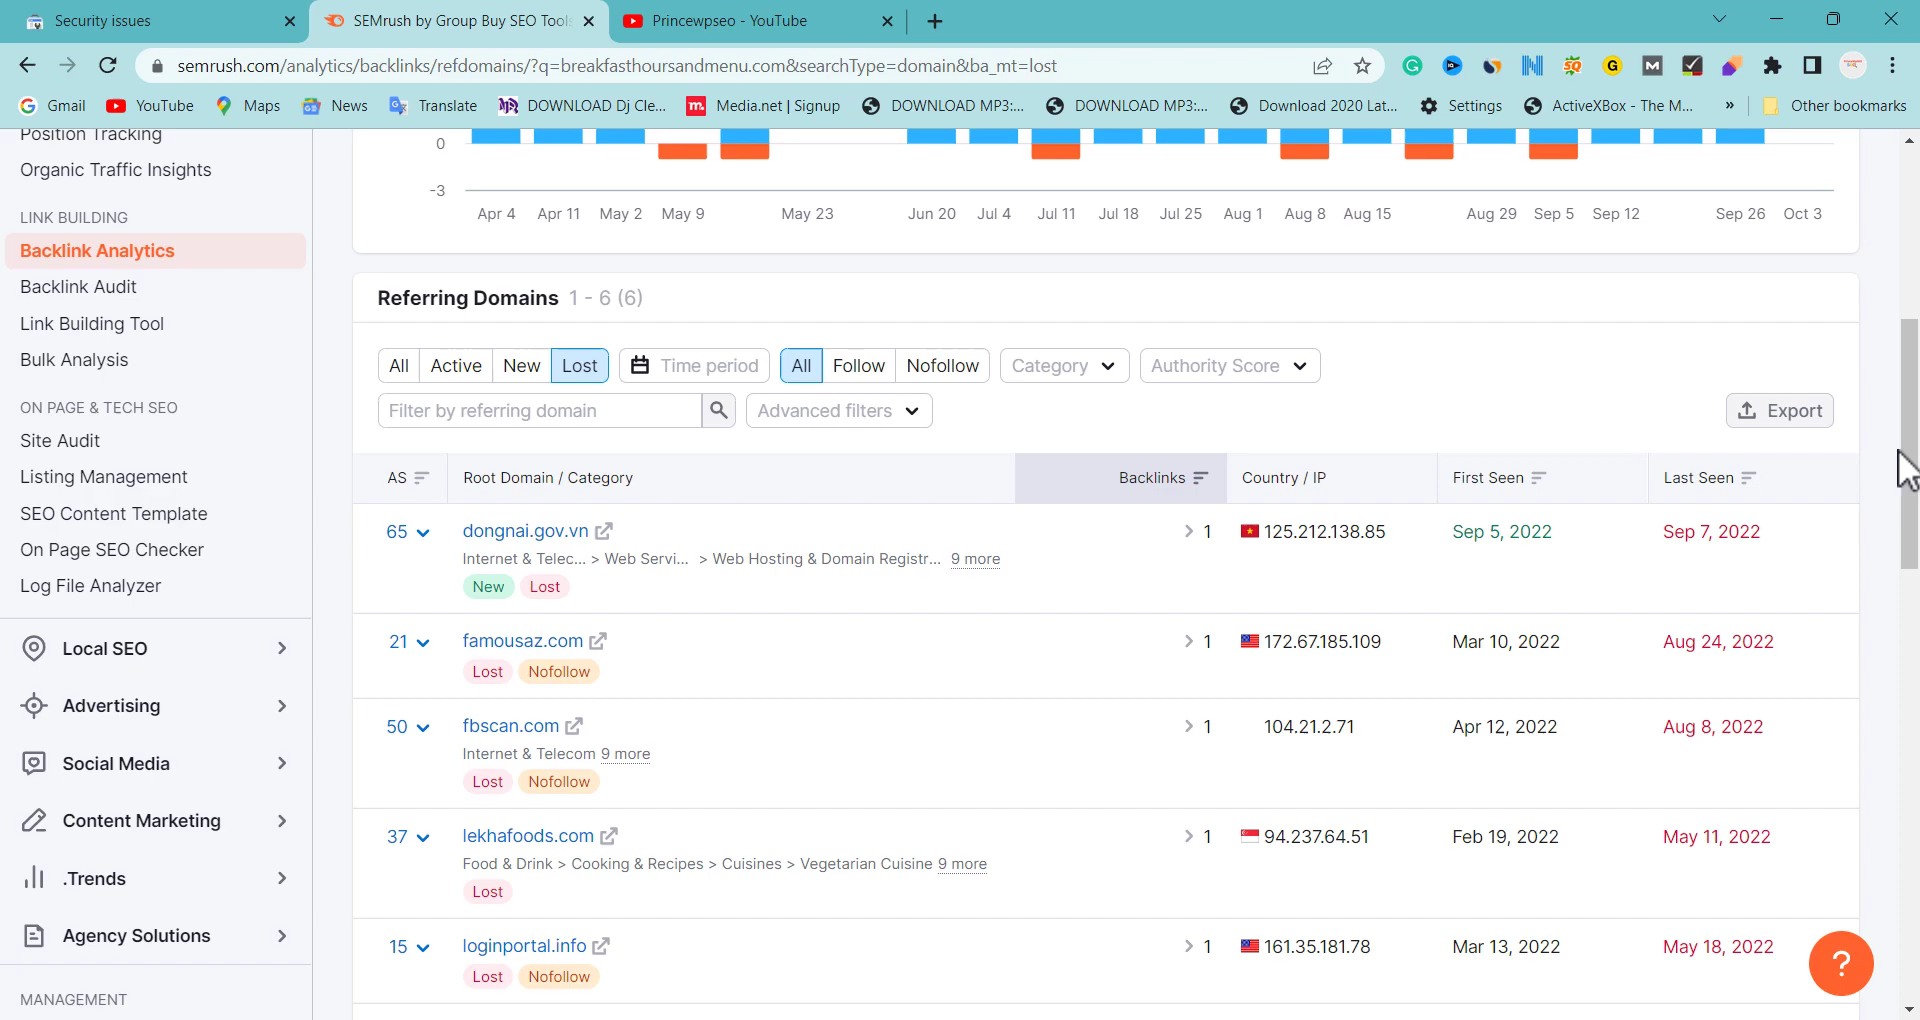 Security issues
SEMrush by Group Buy SEO Tools
Princewpseo - YouTube
semrush.com/analytics/backlinks/refdomains/?q=breakfasthoursandmenu.com&searchType=domain&ba_mt=lost
Gmail YouTube Maps News Translate DOWNLOAD Dj Cle... Media.net | Signup DOWNLOAD MP3:... DOWNLOAD MP3:... Download 2020 Lat... Settings ActiveXBox - The M... » Other bookmarks
Position Tracking
Organic Traffic Insights
LINK BUILDING
Backlink Analytics
Backlink Audit
Link Building Tool
Bulk Analysis
ON PAGE & TECH SEO
Site Audit
Listing Management
SEO Content Template
On Page SEO Checker
Log File Analyzer
Local SEO
Advertising
Social Media
Content Marketing
.Trends
Agency Solutions
MANAGEMENT
0
-3
Apr 4 Apr 11 May 2 May 9 May 23 Jun 20 Jul 4 Jul 11 Jul 18 Jul 25 Aug 1 Aug 8 Aug 15 Aug 29 Sep 5 Sep 12 Sep 26 Oct 3
Referring Domains 1 - 6 (6)
All Active New Lost Time period All Follow Nofollow Category Authority Score
Filter by referring domain Advanced filters Export
AS Root Domain / Category Backlinks Country / IP First Seen Last Seen
65 dongnai.gov.vn 1 125.212.138.85 Sep 5, 2022 Sep 7, 2022
Internet & Telec... > Web Servi... > Web Hosting & Domain Registr... 9 more
New Lost
21 famousaz.com 1 172.67.185.109 Mar 10, 2022 Aug 24, 2022
Lost Nofollow
50 fbscan.com 1 104.21.2.71 Apr 12, 2022 Aug 8, 2022
Internet & Telecom 9 more
Lost Nofollow
37 lekhafoods.com 1 94.237.64.51 Feb 19, 2022 May 11, 2022
Food & Drink > Cooking & Recipes > Cuisines > Vegetarian Cuisine 9 more
Lost
15 loginportal.info 1 161.35.181.78 Mar 13, 2022 May 18, 2022
Lost Nofollow
?